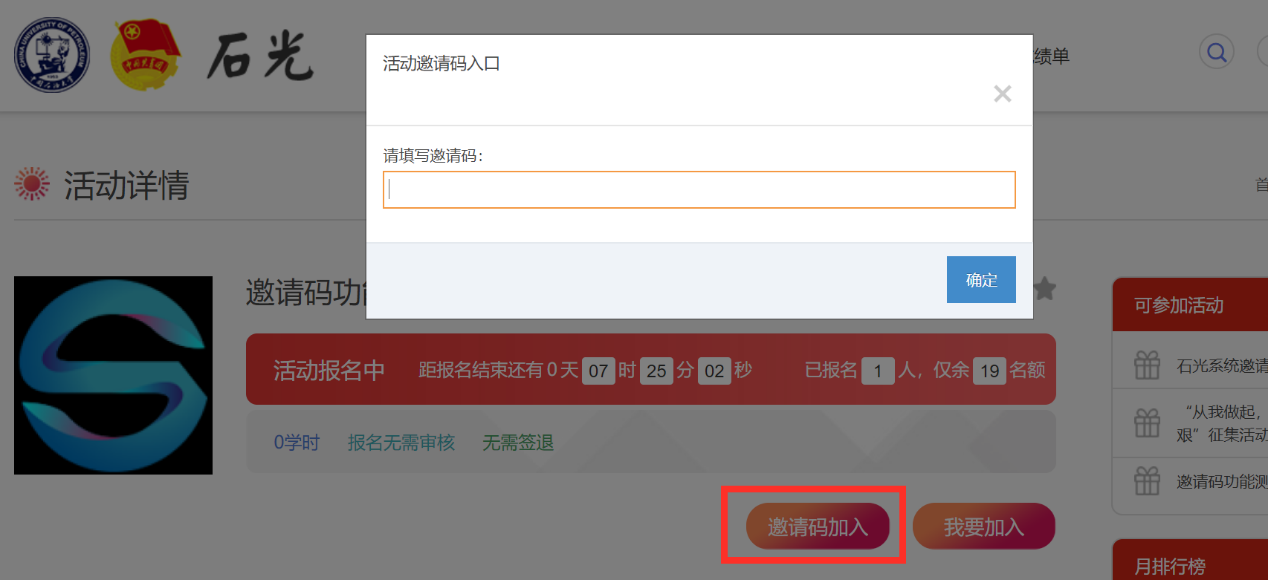 CHINA UNIVERSITY OF PETROLEUM
石光
活动邀请码入口
绩单
×
请填写邀请码：
确定
活动详情
首
邀请码功
活动报名中 距报名结束还有 0 天 07 时 25 分 02 秒 已报名 1 人，仅余 19 名额
0学时 报名无需审核 无需签退
邀请码加入 我要加入
可参加活动
石光系统邀请
“从我做起，
艰”征集活动
邀请码功能测
月排行榜